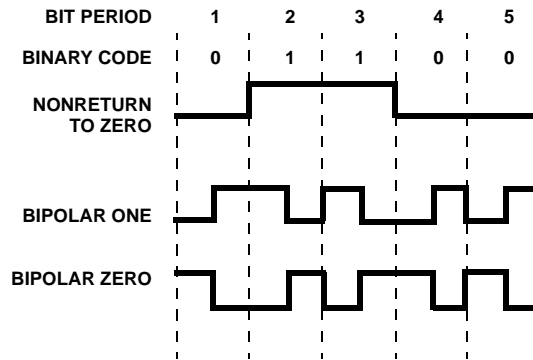 BIT PERIOD 1 2 3 4 5
BINARY CODE 0 1 1 0 0
NONRETURN
TO ZERO
BIPOLAR ONE
BIPOLAR ZERO